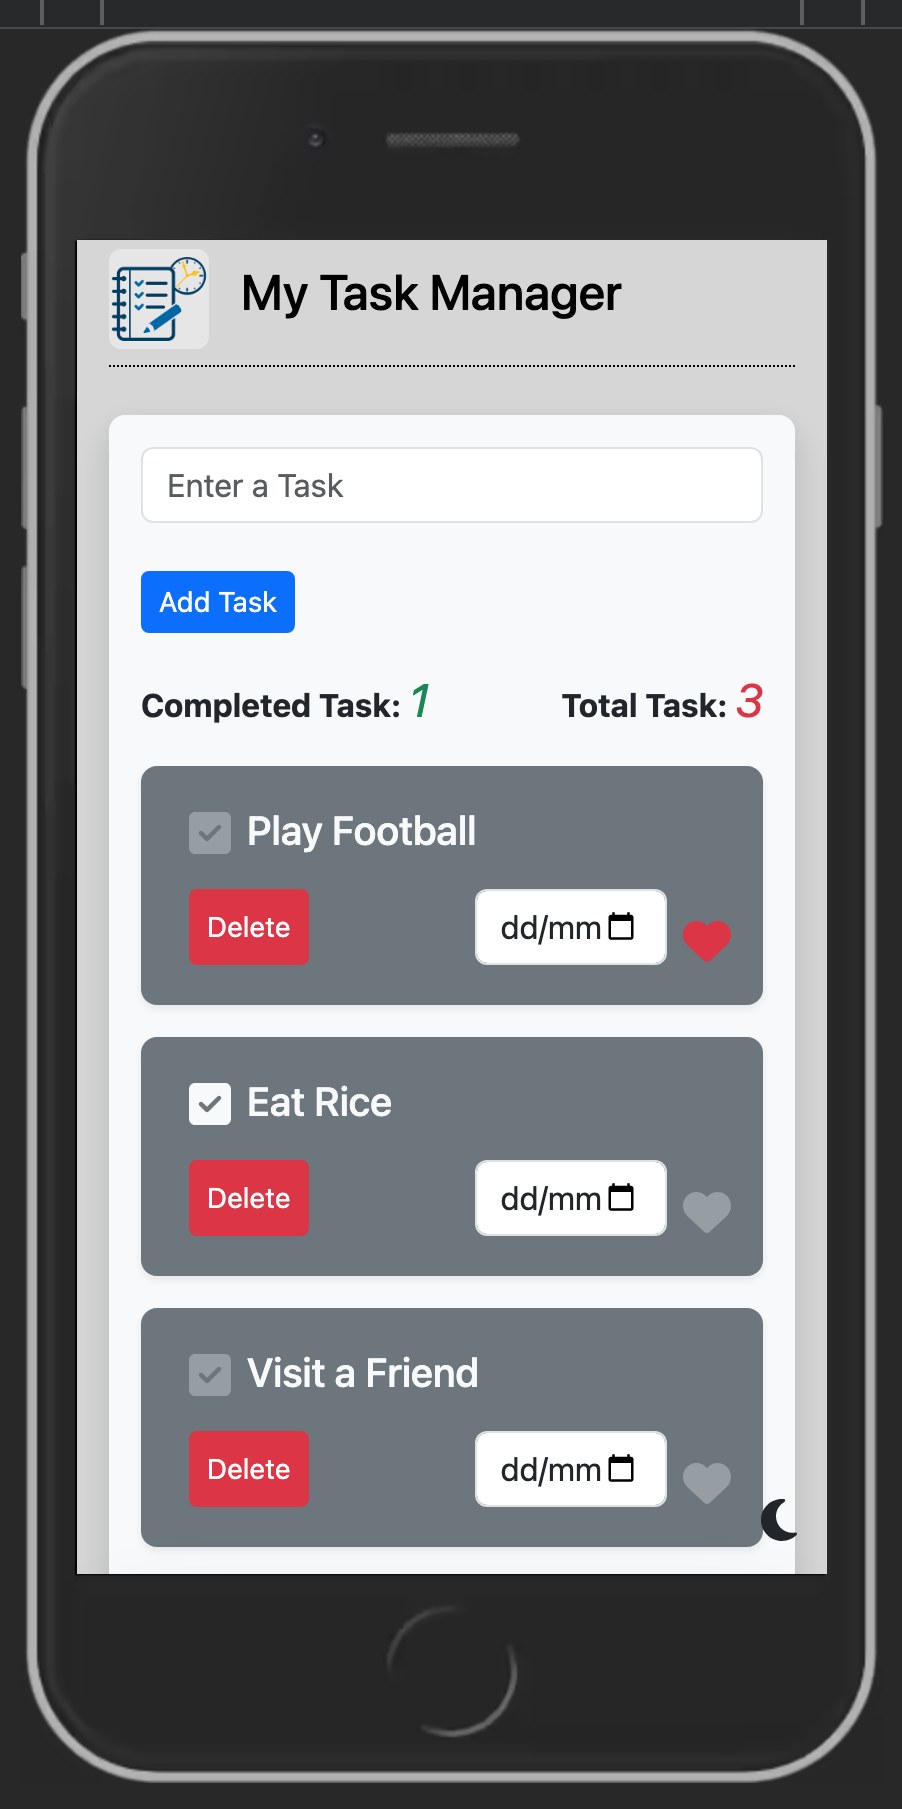 My Task Manager
Enter a Task
Add Task
Completed Task: 1 Total Task: 3
Play Football
Delete dd/mm
Eat Rice
Delete dd/mm
Visit a Friend
Delete dd/mm